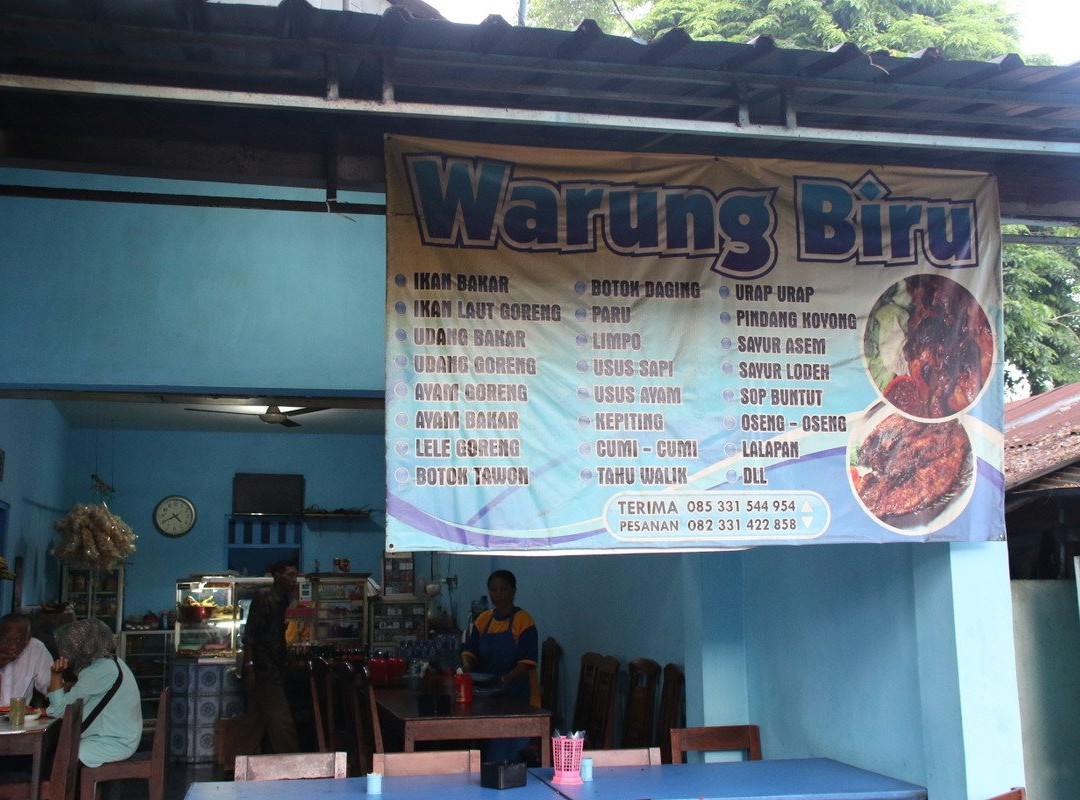 Warung Biru
IKAN BAKAR
IKAN LAUT GORENG
UDANG BAKAR
UDANG GORENG
AYAM GORENG
AYAM BAKAR
LELE GORENG
BOTOK TAWON
BOTOK DAGING
PARU
LIMPO
USUS SAPI
USUS AYAM
KEPITING
CUMI - CUMI
TAHU WALIK
URAP URAP
PINDANG KOYONG
SAYUR ASEM
SAYUR LODEH
SOP BUNTUT
OSENG - OSENG
LALAPAN
DLL
TERIMA 085 331 544 954
PESANAN 082 331 422 858